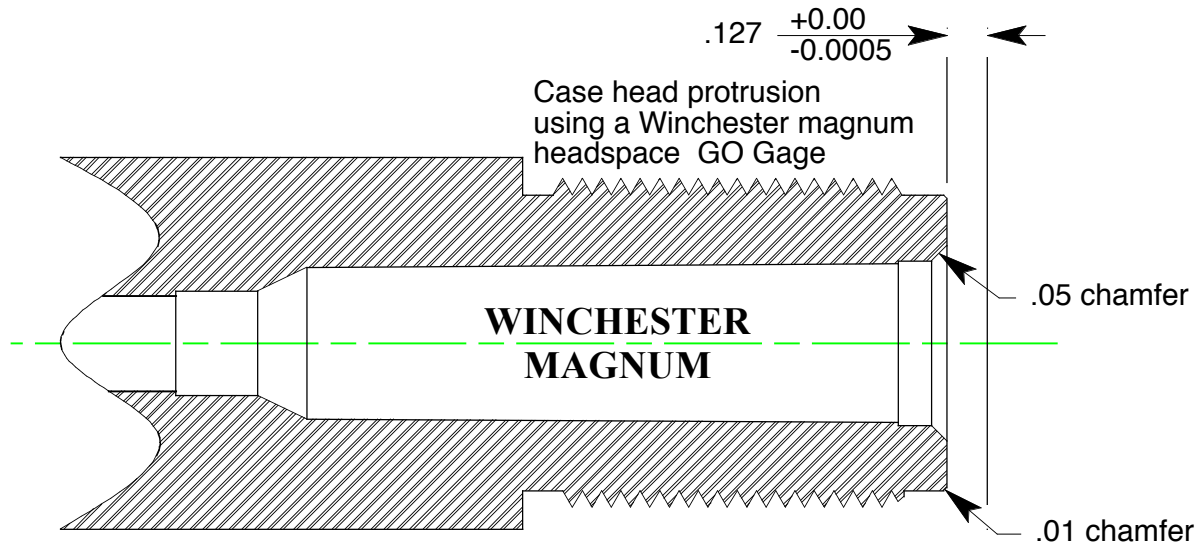 .127 +0.00
-0.0005
Case head protrusion
using a Winchester magnum
headspace GO Gage
.05 chamfer
WINCHESTER
MAGNUM
.01 chamfer